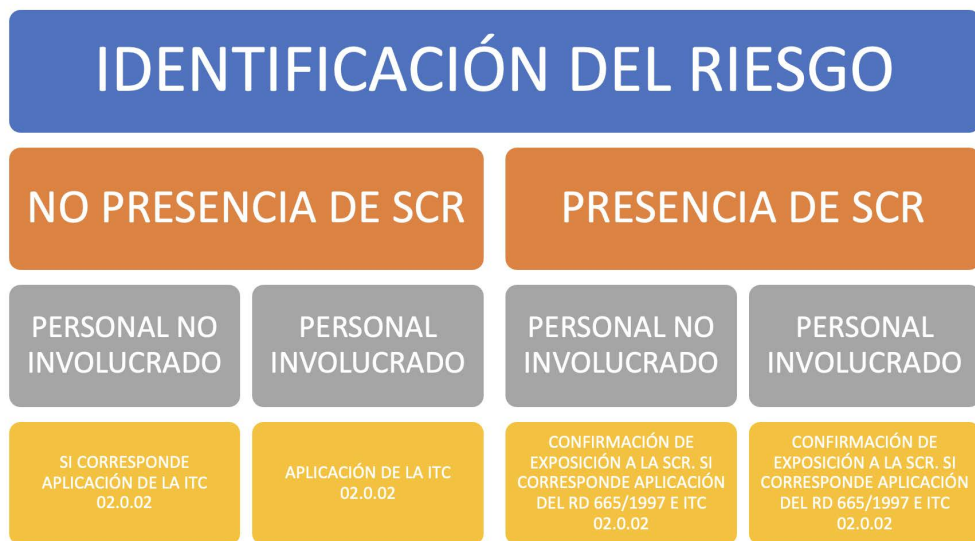 IDENTIFICACIÓN DEL RIESGO
NO PRESENCIA DE SCR
PRESENCIA DE SCR
PERSONAL NO
INVOLUCRADO
PERSONAL
INVOLUCRADO
PERSONAL NO
INVOLUCRADO
PERSONAL
INVOLUCRADO
SI CORRESPONDE
APLICACIÓN DE LA ITC
02.0.02
APLICACIÓN DE LA ITC
02.0.02
CONFIRMACIÓN DE
EXPOSICIÓN A LA SCR. SI
CORRESPONDE APLICACIÓN
DEL RD 665/1997 E ITC
02.0.02
CONFIRMACIÓN DE
EXPOSICIÓN A LA SCR. SI
CORRESPONDE APLICACIÓN
DEL RD 665/1997 E ITC
02.0.02